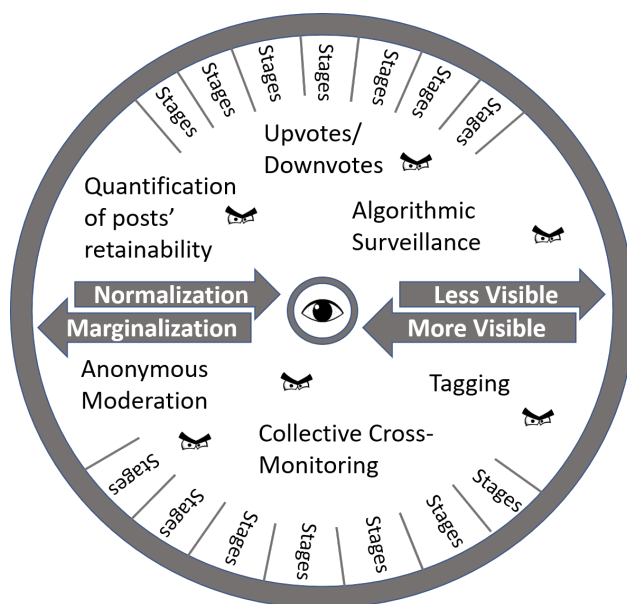 Stages
Stages
Stages
Stages
Stages
Stages
Stages
Upvotes/
Downvotes
Quantification
of posts’
retainability
Algorithmic
Surveillance
Normalization
Less Visible
Marginalization
More Visible
Anonymous
Moderation
Tagging
Collective Cross-
Monitoring
Stages
Stages
Stages
Stages
Stages
Stages
Stages